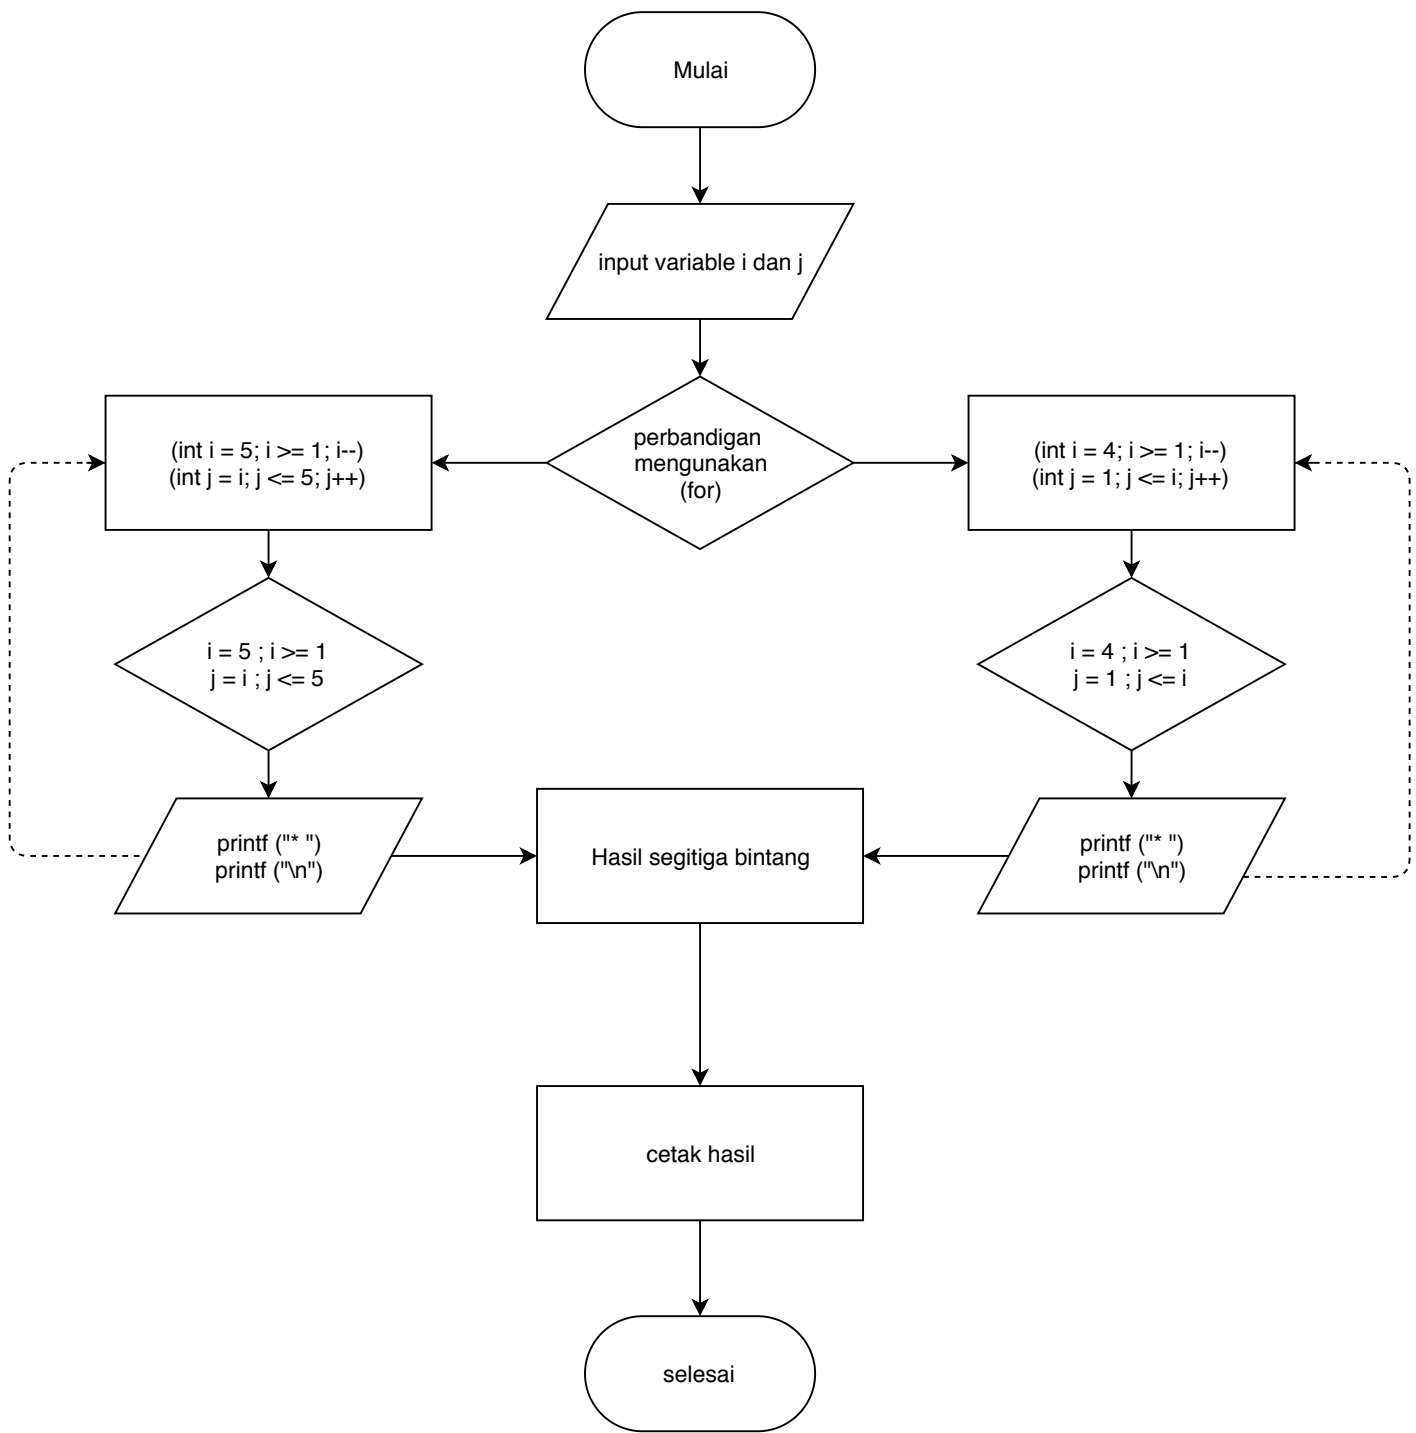 Mulai
input variable i dan j
perbandigan
mengunakan
(for)
(int i = 5; i >= 1; i--)
(int j = i; j <= 5; j++)
(int i = 4; i >= 1; i--)
(int j = 1; j <= i; j++)
i = 5 ; i >= 1
j = i ; j <= 5
i = 4 ; i >= 1
j = 1 ; j <= i
printf ("* ")
printf ("\n")
Hasil segitiga bintang
printf ("* ")
printf ("\n")
cetak hasil
selesai